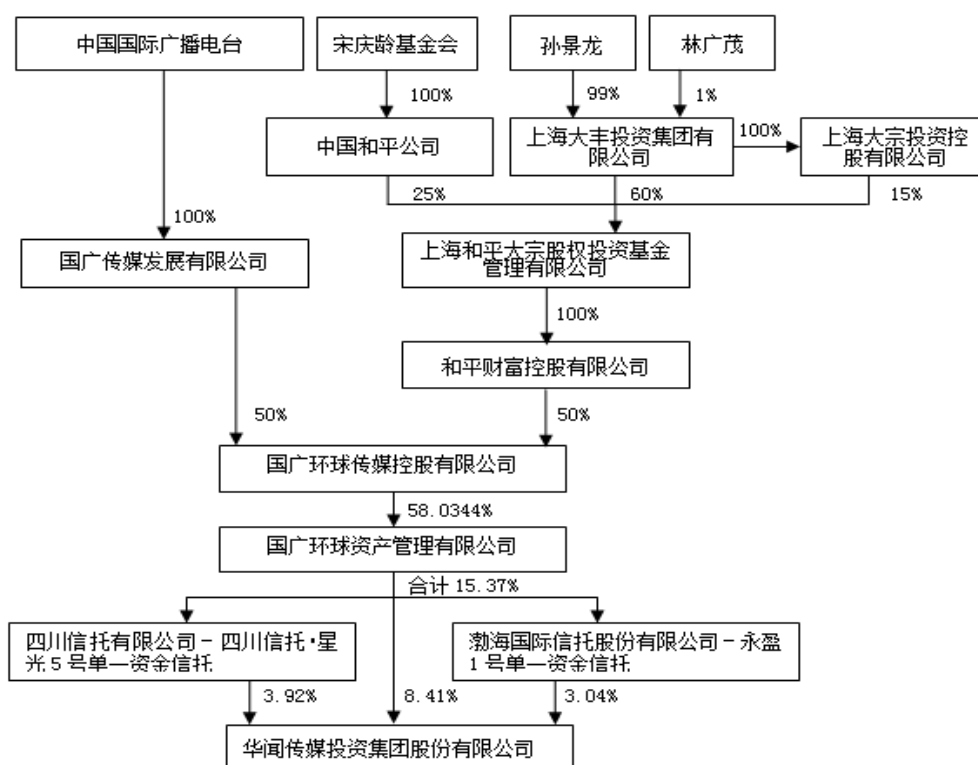 中国国际广播电台
宋庆龄基金会
孙景龙
林广茂
100%
99%
1%
中国和平公司
上海大丰投资集团有
限公司
100%
上海大宗投资控
股有限公司
25%
60%
15%
100%
国广传媒发展有限公司
上海和平大宗股权投资基金
管理有限公司
100%
和平财富控股有限公司
50%
50%
国广环球传媒控股有限公司
58.0344%
国广环球资产管理有限公司
合计 15.37%
四川信托有限公司－四川信托·星
光 5 号单一资金信托
渤海国际信托股份有限公司－永盈
1 号单一资金信托
3.92%
8.41%
3.04%
华闻传媒投资集团股份有限公司